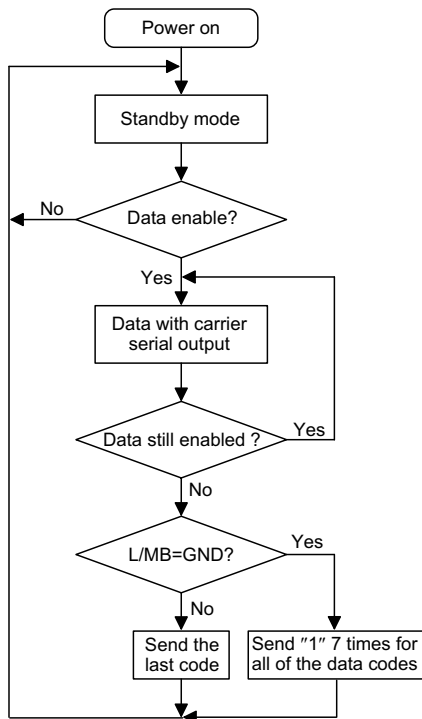 Power on
Standby mode
No
Data enable?
Yes
Data with carrier
serial output
Data still enabled ?
Yes
No
L/MB=GND?
Yes
No
Send the
last code
Send ″1″ 7 times for
all of the data codes